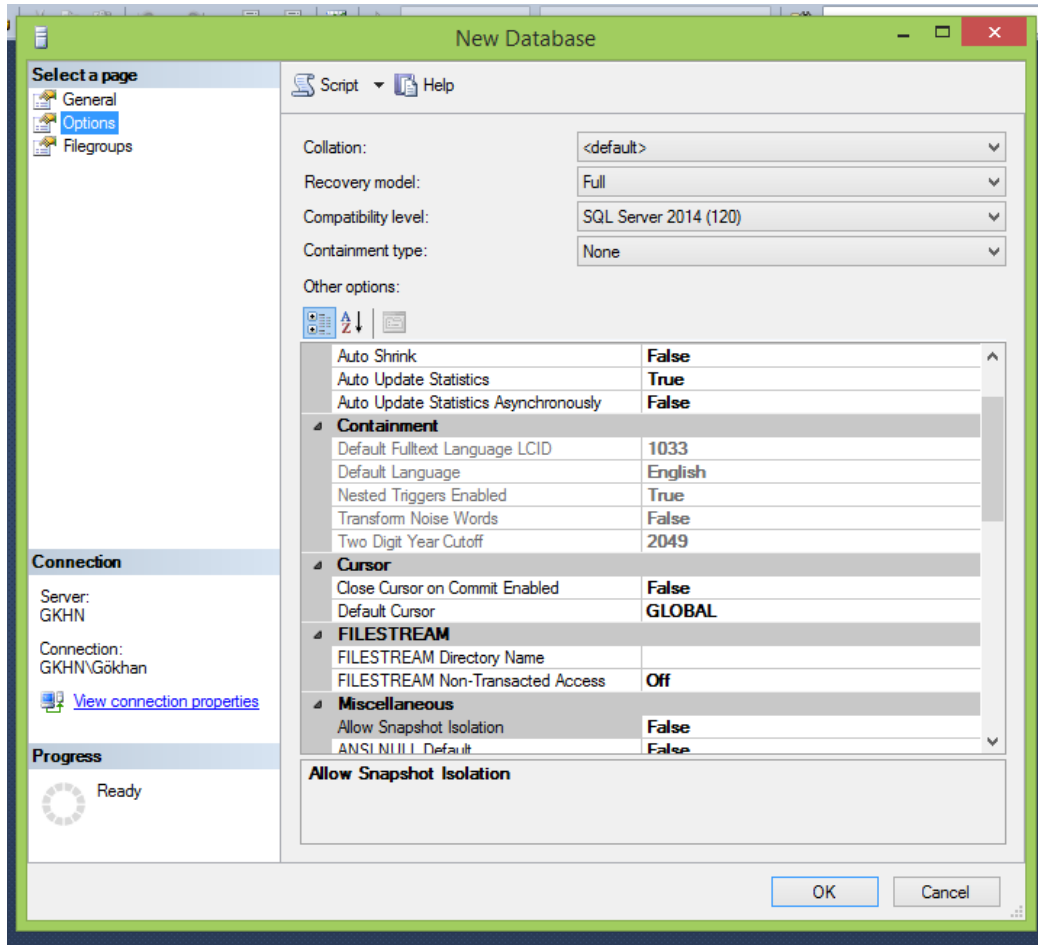 New Database
Select a page
General
Options
Filegroups
Script Help
Collation: <default>
Recovery model: Full
Compatibility level: SQL Server 2014 (120)
Containment type: None
Other options:
Auto Shrink False
Auto Update Statistics True
Auto Update Statistics Asynchronously False
Containment
Default Fulltext Language LCID 1033
Default Language English
Nested Triggers Enabled True
Transform Noise Words False
Two Digit Year Cutoff 2049
Cursor
Close Cursor on Commit Enabled False
Default Cursor GLOBAL
FILESTREAM
FILESTREAM Directory Name
FILESTREAM Non-Transacted Access Off
Miscellaneous
Allow Snapshot Isolation False
ANSI NULL Default False
Allow Snapshot Isolation
Connection
Server:
GKHN
Connection:
GKHN\Gökhan
View connection properties
Progress
Ready
OK Cancel